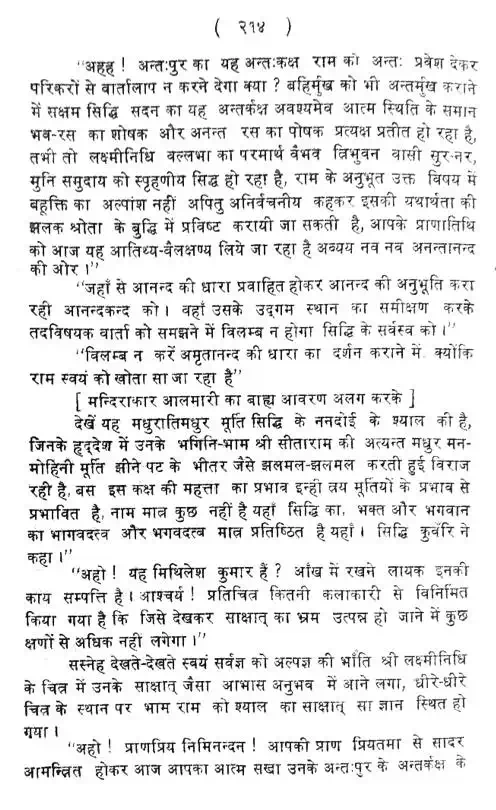 ( २१४ )
"अहह ! अन्तःपुर का यह अन्तःकक्ष राम को अन्तः प्रवेश देकर
परिकरों से वार्तालाप न करने देगा क्या ? बहिर्मुख को भी अन्तर्मुख कराने
में सक्षम सिद्धि सदन का यह अन्तर्कक्ष अवश्यमेव आत्म स्थिति के समान
भव-रस का शोषक और अनन्त रस का पोषक प्रत्यक्ष प्रतीत हो रहा है,
तभी तो लक्ष्मीनिधि बल्लभा का परमार्थ वैभव त्रिभुवन वासी सुर-नर,
मुनि समुदाय को स्पृहणीय सिद्ध हो रहा है, राम के अनुभूत उक्त विषय में
बहूक्ति का अल्पांश नहीं अपितु अनिर्वचनीय कहकर इसकी यथार्थता की
झलक श्रोता के बुद्धि में प्रविष्ट करायी जा सकती है, आपके प्राणातिथि
को आज यह आतिथ्य-वैलक्षण्य लिये जा रहा है अव्यय नव नव अनन्तानन्द
की ओर ।"
"जहाँ से आनन्द की धारा प्रवाहित होकर आनन्द की अनुभूति करा
रही आनन्दकन्द को । वहाँ उसके उद्गम स्थान का समीक्षण करके
तदविषयक वार्ता को समझने में विलम्ब न होगा सिद्धि के सर्वस्व को ।"
"विलम्ब न करें अमृतानन्द की धारा का दर्शन कराने में क्योंकि
राम स्वयं को खोता सा जा रहा है"
[ मन्दिराकार आलमारी का बाह्य आवरण अलग करके ]
देखें यह मधुरातिमधुर मूर्ति सिद्धि के ननदोई के श्याल की है,
जिनके हृद्देश में उनके भगिनि-भाम श्री सीताराम की अत्यन्त मधुर मन-
मोहिनी मूर्ति झीने पट के भीतर जैसे झलमल-झलमल करती हुई विराज
रही है, बस इस कक्ष की महत्ता का प्रभाव इन्ही त्रय मूर्तियों के प्रभाव से
प्रभावित है, नाम मात्र कुछ नहीं है यहाँ सिद्धि का, भक्त और भगवान
का भागवदत्व और भगवदत्व मात्र प्रतिष्ठित है यहाँ । सिद्धि कुवँरि ने
कहा ।"
"अहो ! यह मिथिलेश कुमार हैं ? आँख में रखने लायक इनकी
काय सम्पत्ति है । आश्चर्य ! प्रतिचित्र कितनी कलाकारी से विनिर्मित
किया गया है कि जिसे देखकर साक्षात् का भ्रम उत्पन्न हो जाने में कुछ
क्षणों से अधिक नहीं लगेगा ।"
सस्नेह देखते-देखते स्वयं सर्वज्ञ को अल्पज्ञ की भाँति श्री लक्ष्मीनिधि
के चित्र में उनके साक्षात् जैसा आभास अनुभव में आने लगा, धीरे-धीरे
चित्र के स्थान पर भाम राम को श्याल का साक्षात् सा ज्ञान स्थित हो
गया ।
"अहो ! प्राणप्रिय निमिनन्दन ! आपकी प्राण प्रियतमा से सादर
आमन्त्रित होकर आज आपका आत्म सखा उनके अन्तःपुर के अन्तर्कक्ष के